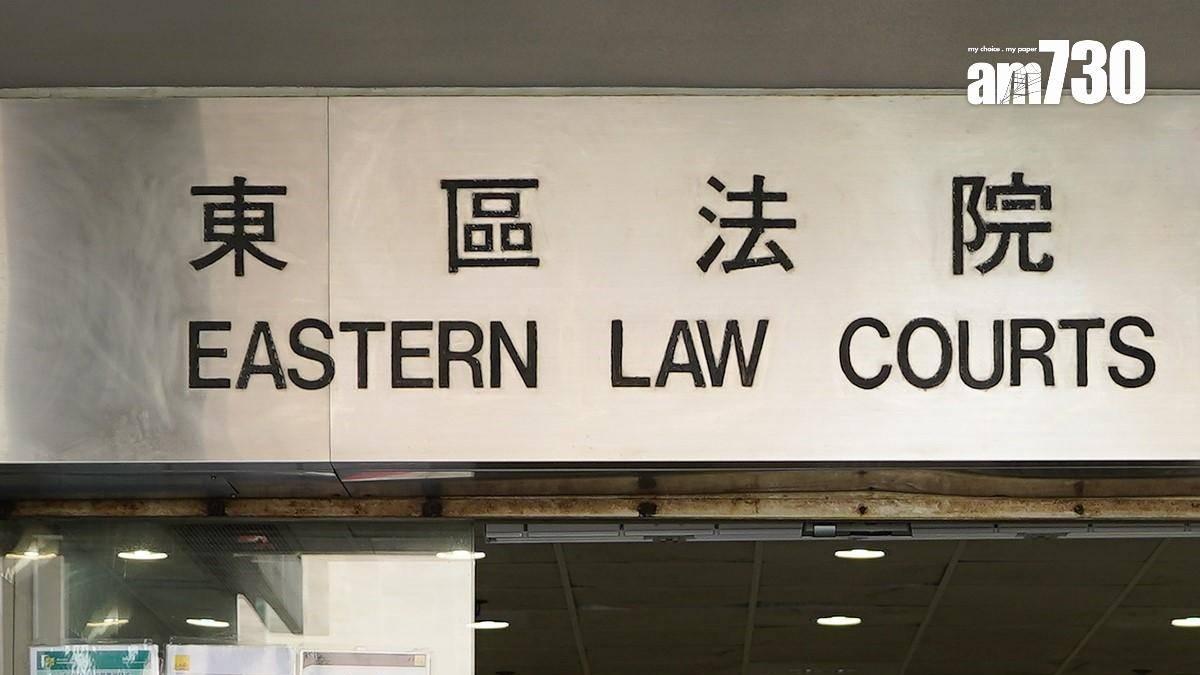 my choice . my paper
am730
東區法院
EASTERN LAW COURTS